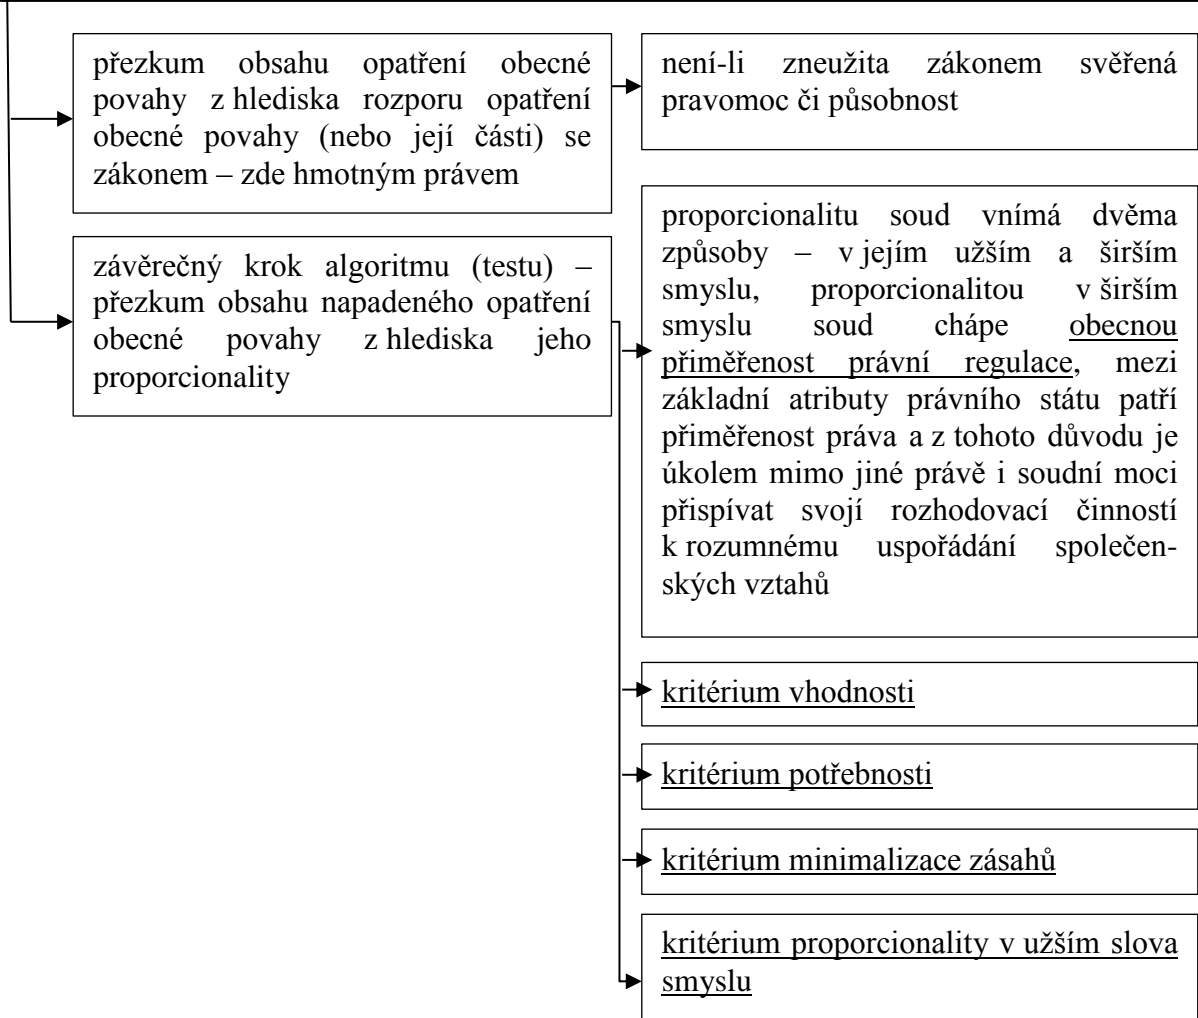 přezkum obsahu opatření obecné
povahy z hlediska rozporu opatření
obecné povahy (nebo její části) se
zákonem – zde hmotným právem
není-li zneužita zákonem svěřená
pravomoc či působnost
závěrečný krok algoritmu (testu) –
přezkum obsahu napadeného opatření
obecné povahy z hlediska jeho
proporcionality
proporcionalitu soud vnímá dvěma
způsoby – v jejím užším a širším
smyslu, proporcionalitou v širším
smyslu soud chápe obecnou
přiměřenost právní regulace, mezi
základní atributy právního státu patří
přiměřenost práva a z tohoto důvodu je
úkolem mimo jiné právě i soudní moci
přispívat svojí rozhodovací činností
k rozumnému uspořádání společen-
ských vztahů
kritérium vhodnosti
kritérium potřebnosti
kritérium minimalizace zásahů
kritérium proporcionality v užším slova
smyslu